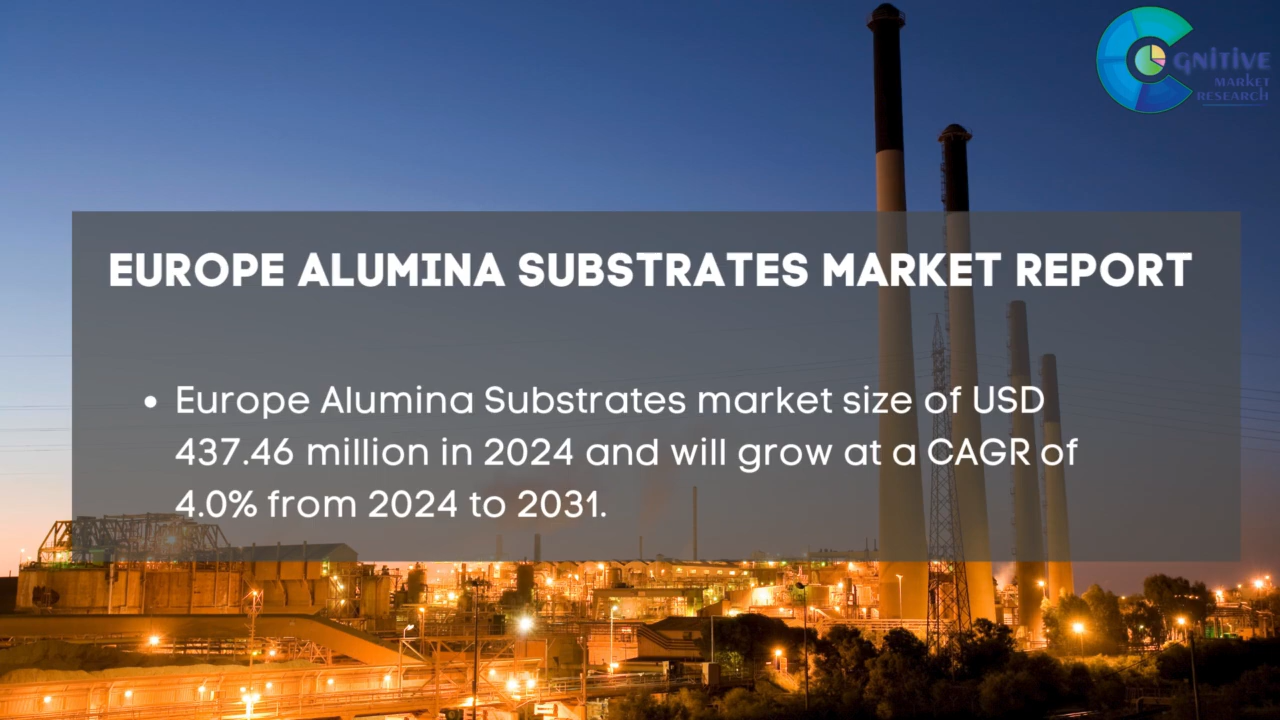 GNITIVE
MARKET
RESEARCH
EUROPE ALUMINA SUBSTRATES MARKET REPORT
• Europe Alumina Substrates market size of USD
437.46 million in 2024 and will grow at a CAGR of
4.0% from 2024 to 2031.